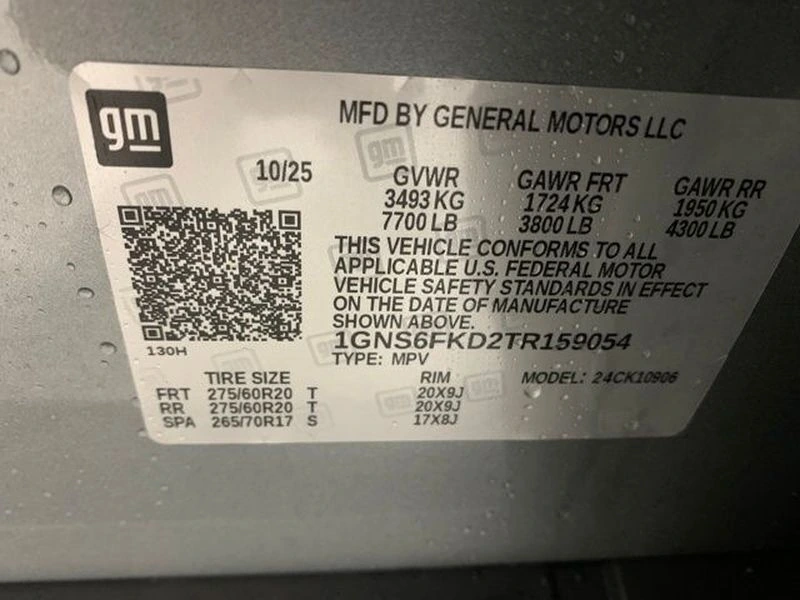 gm
MFD BY GENERAL MOTORS LLC
10/25
GVWR GAWR FRT GAWR RR
3493 KG 1724 KG 1950 KG
7700 LB 3800 LB 4300 LB
THIS VEHICLE CONFORMS TO ALL
APPLICABLE U.S. FEDERAL MOTOR
VEHICLE SAFETY STANDARDS IN EFFECT
ON THE DATE OF MANUFACTURE
SHOWN ABOVE.
1GNS6FKD2TR159054
TYPE: MPV
130H
TIRE SIZE RIM MODEL: 24CK10906
FRT 275/60R20 T 20X9J
RR 275/60R20 T 20X9J
SPA 265/70R17 S 17X8J